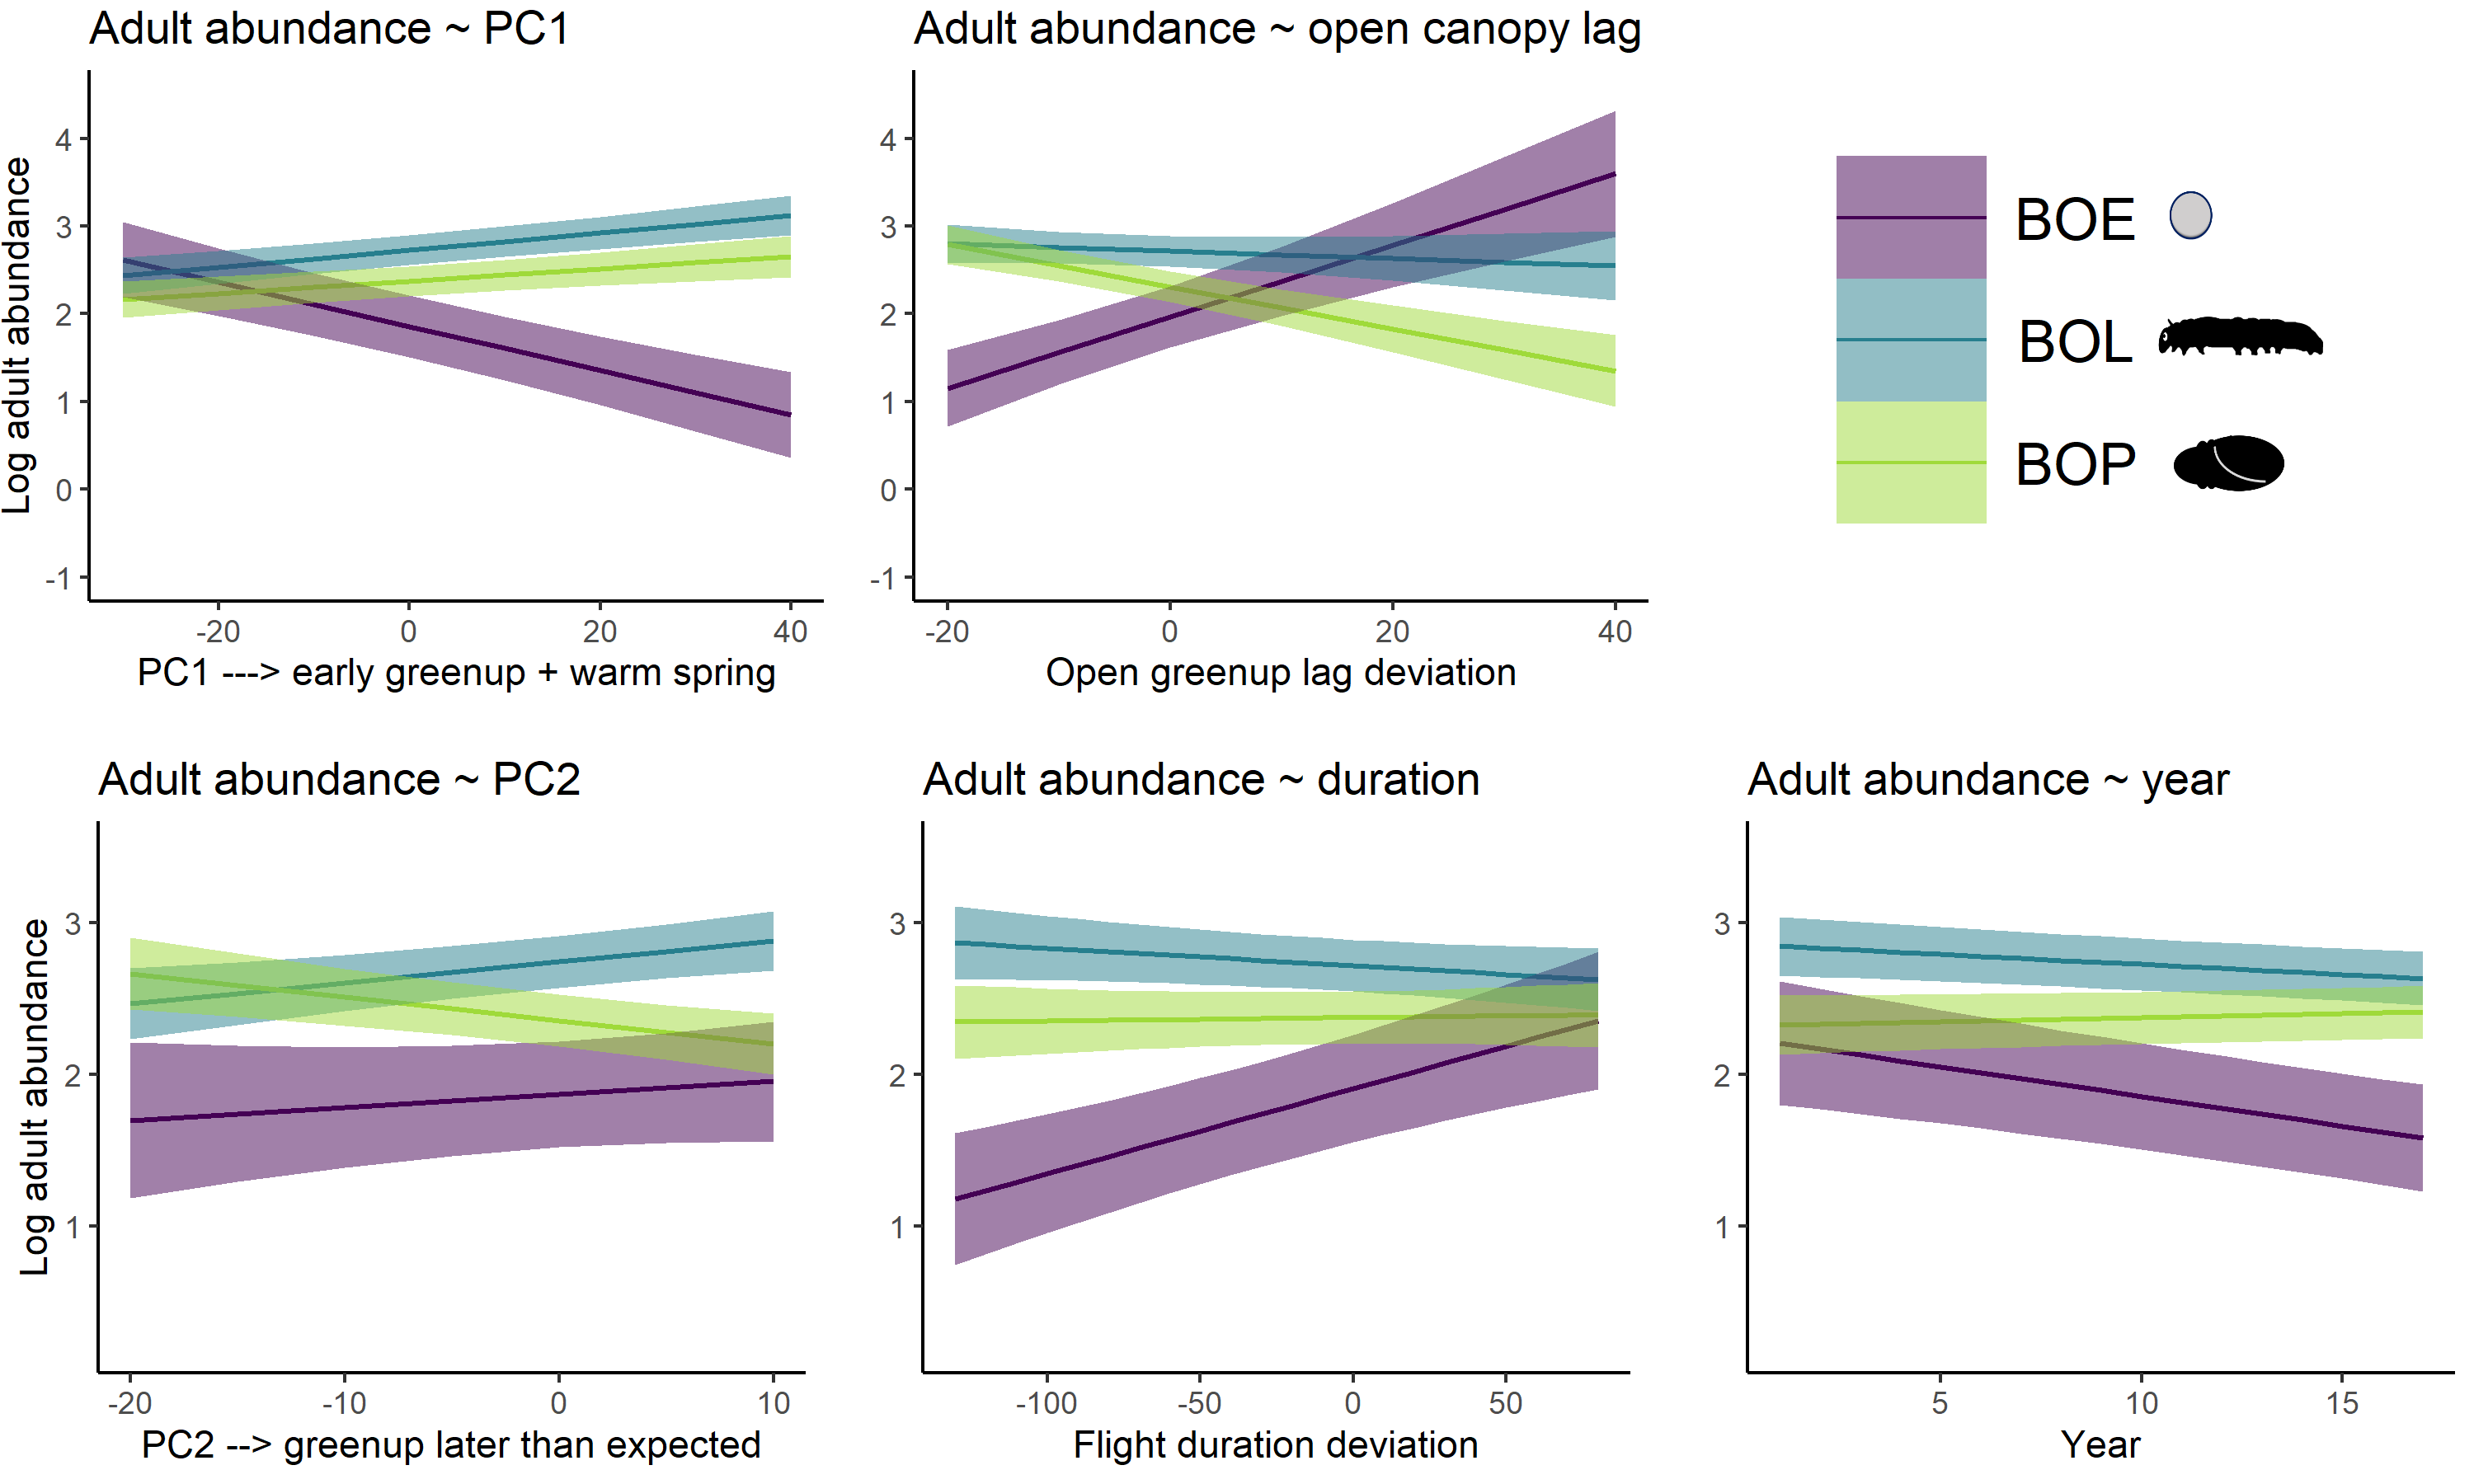 Adult abundance ~ PC1
Log adult abundance
4
3
2
1
0
-1
-20 0 20 40
PC1 ---> early greenup + warm spring
Adult abundance ~ open canopy lag
4
3
2
1
0
-1
-20 0 20 40
Open greenup lag deviation
BOE
BOL
BOP
Adult abundance ~ PC2
Log adult abundance
3
2
1
-20 -10 0 10
PC2 --> greenup later than expected
Adult abundance ~ duration
3
2
1
-100 -50 0 50
Flight duration deviation
Adult abundance ~ year
3
2
1
5 10 15
Year